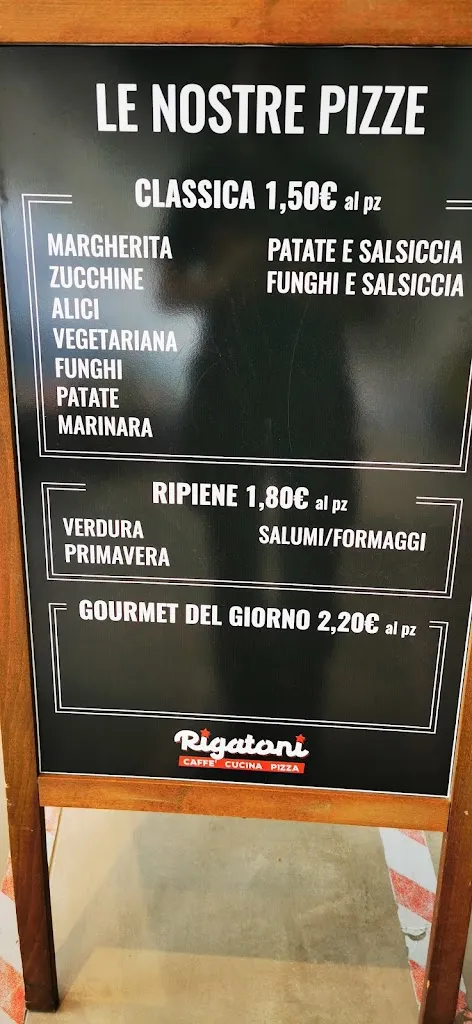 LE NOSTRE PIZZE
CLASSICA 1,50€ al pz
MARGHERITA
ZUCCHINE
ALICI
VEGETARIANA
FUNGHI
PATATE
MARINARA
PATATE E SALSICCIA
FUNGHI E SALSICCIA
RIPIENE 1,80€ al pz
VERDURA
PRIMAVERA
SALUMI/FORMAGGI
GOURMET DEL GIORNO 2,20€ al pz
Rigatoni
CAFFE' CUCINA PIZZA